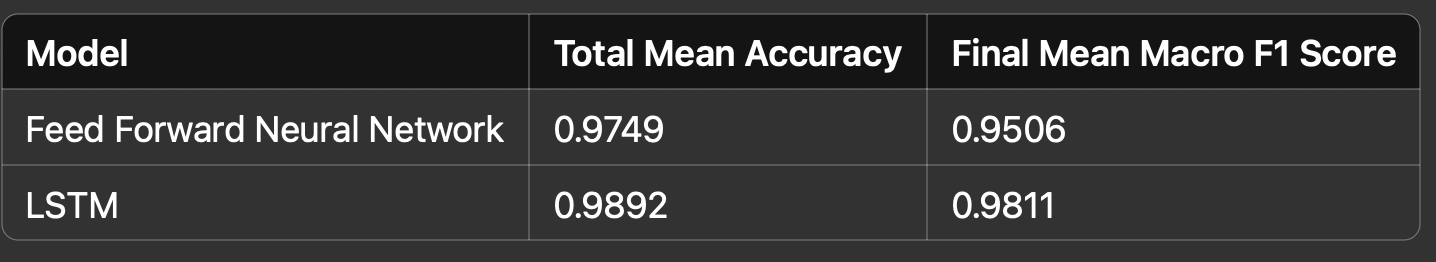 Model Total Mean Accuracy Final Mean Macro F1 Score
Feed Forward Neural Network 0.9749 0.9506
LSTM 0.9892 0.9811